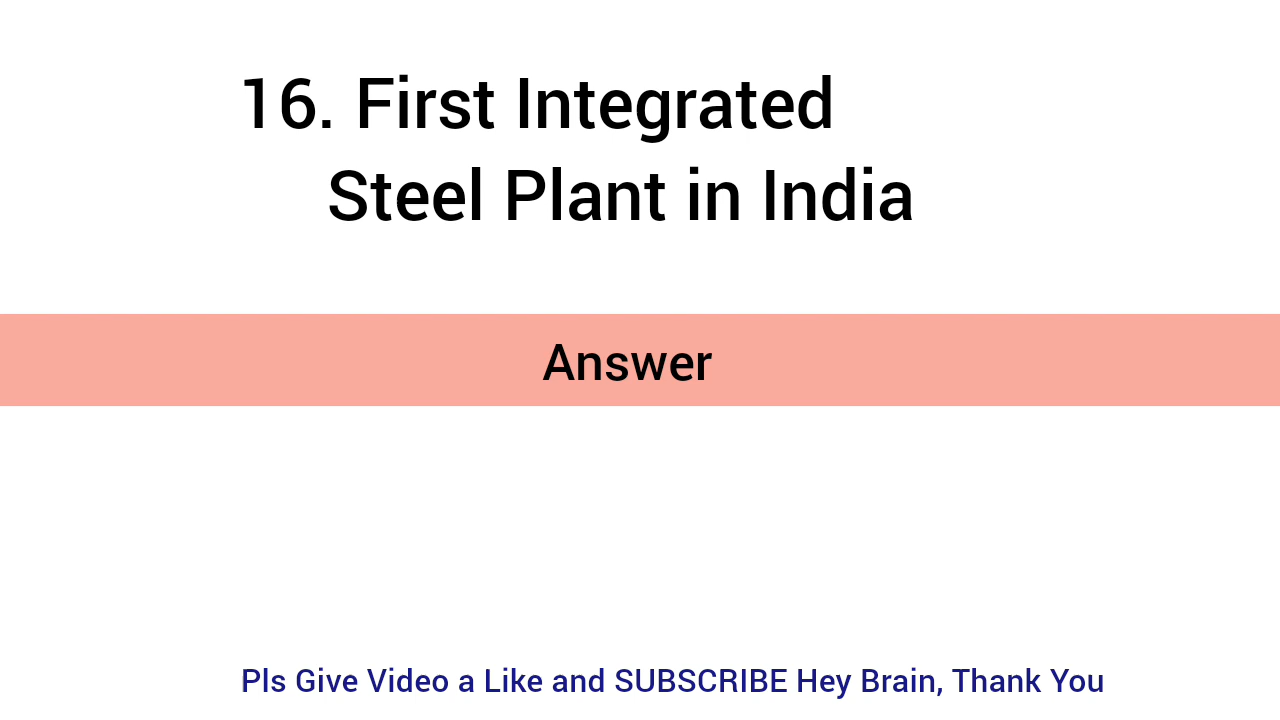 16. First Integrated
Steel Plant in India
Answer
Pls Give Video a Like and SUBSCRIBE Hey Brain, Thank You